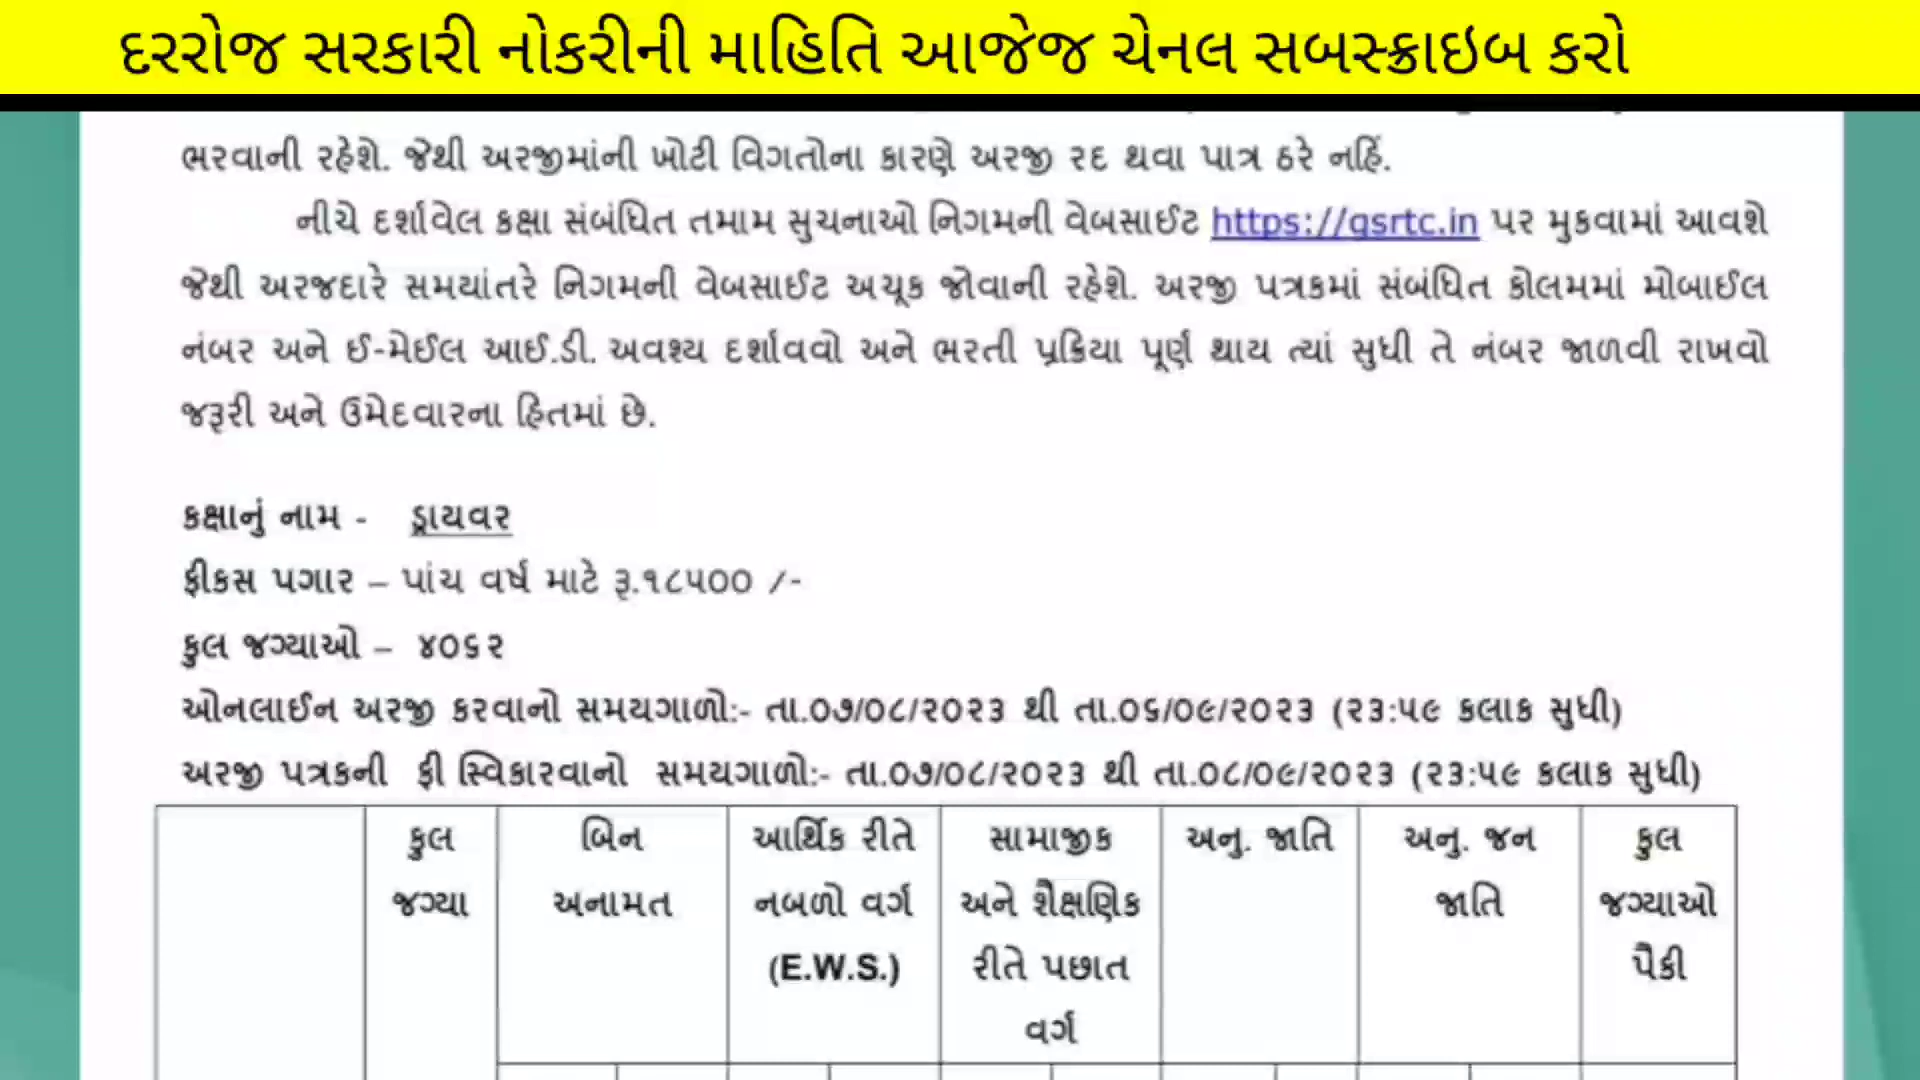 દરરોજ સરકારી નોકરીની માહિતિ આજેજ ચેનલ સબસ્ક્રાઇબ કરો
ભરવાની રહેશે. જેથી અરજીમાંની ખોટી વિગતોના કારણે અરજી રદ થવા પાત્ર ઠરે નહિં.
નીચે દર્શાવેલ કક્ષા સંબંધિત તમામ સુચનાઓ નિગમની વેબસાઈટ https://gsrtc.in પર મુકવામાં આવશે
જેથી અરજદારે સમયાંતરે નિગમની વેબસાઈટ અચૂક જોવાની રહેશે. અરજી પત્રકમાં સંબંધિત કોલમમાં મોબાઈલ
નંબર અને ઈ-મેઈલ આઈ.ડી. અવશ્ય દર્શાવવો અને ભરતી પ્રક્રિયા પૂર્ણ થાય ત્યાં સુધી તે નંબર જાળવી રાખવો
જરૂરી અને ઉમેદવારના હિતમાં છે.
કક્ષાનું નામ - ડ્રાયવર
ફીકસ પગાર – પાંચ વર્ષ માટે રૂ.૧૮૫૦૦ /-
કુલ જગ્યાઓ – ૪૦૬૨
ઓનલાઈન અરજી કરવાનો સમયગાળો:- તા.૦૭/૦૮/૨૦૨૩ થી તા.૦૬/૦૯/૨૦૨૩ (૨૩:૫૯ કલાક સુધી)
અરજી પત્રકની ફી સ્વિકારવાનો સમયગાળો:- તા.૦૭/૦૮/૨૦૨૩ થી તા.૦૮/૦૯/૨૦૨૩ (૨૩:૫૯ કલાક સુધી)
કુલ
જગ્યા
બિન
અનામત
આર્થિક રીતે
નબળો વર્ગ
(E.W.S.)
સામાજીક
અને શૈક્ષણિક
રીતે પછાત
વર્ગ
અનુ. જાતિ
અનુ. જન
જાતિ
કુલ
જગ્યાઓ
પૈકી